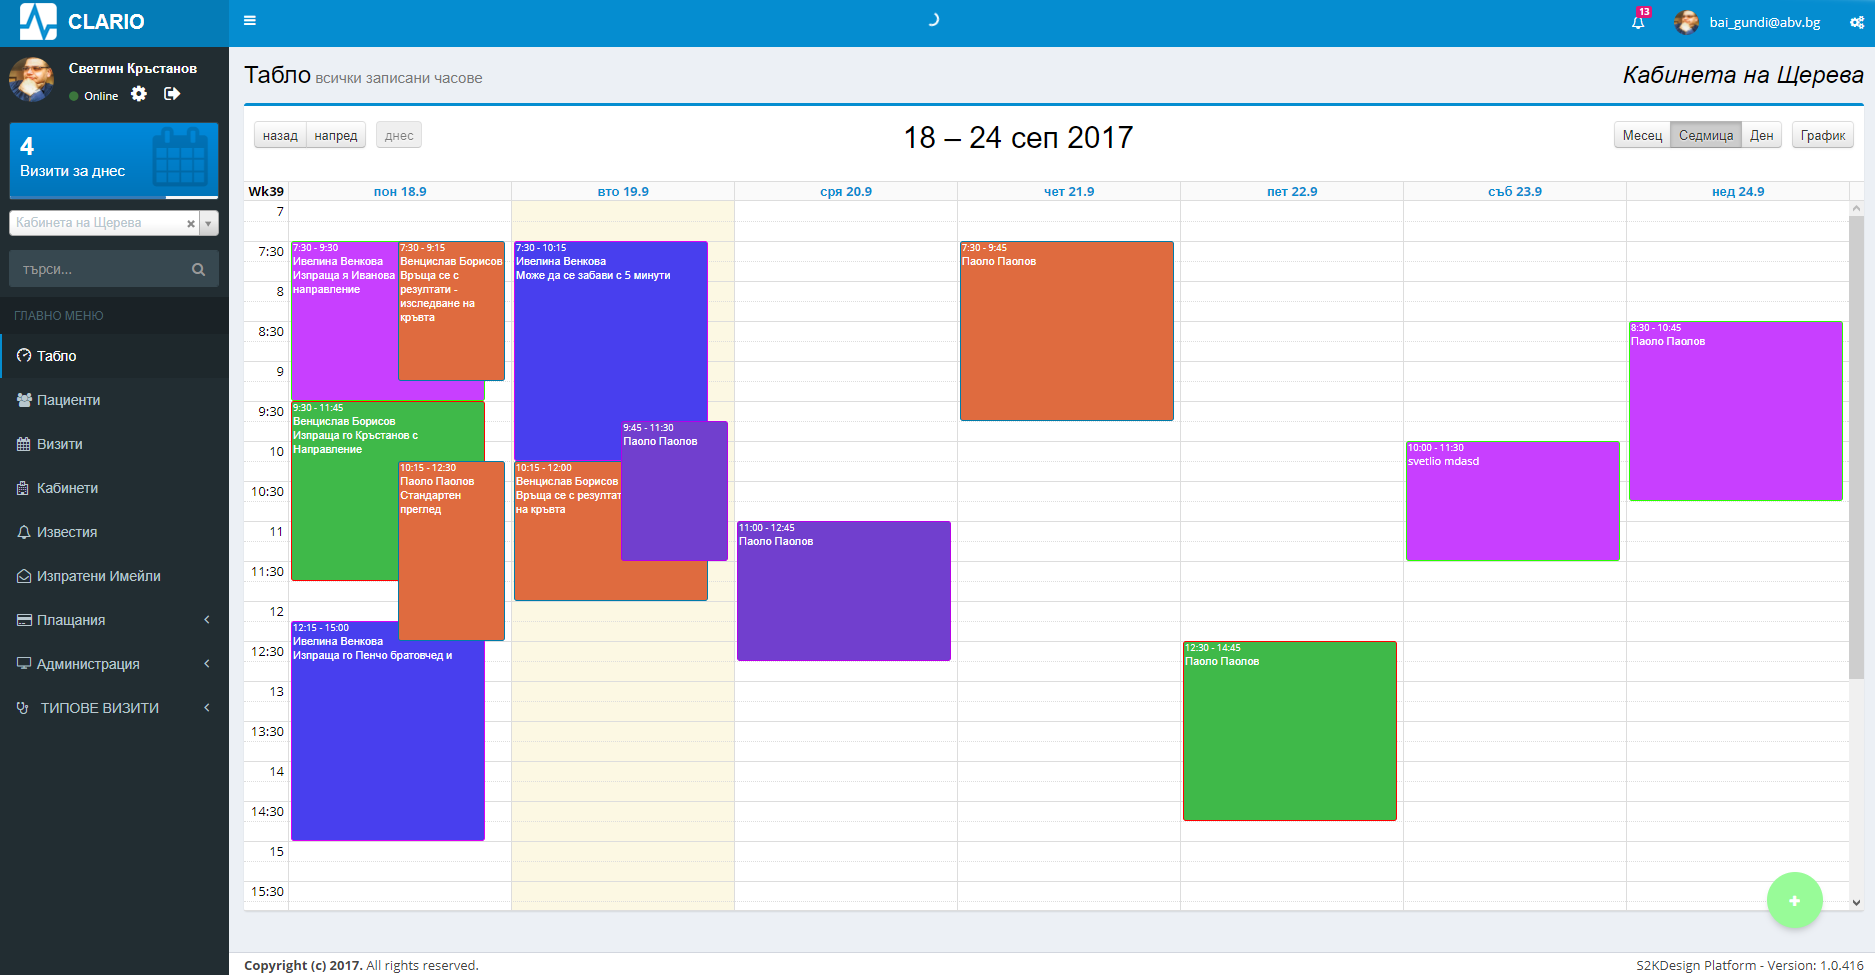 CLARIO
13
bai_gundi@abv.bg
Светлин Кръстанов
Online
4
Визити за днес
Кабинета на Щерева
търси...
ГЛАВНО МЕНЮ
Табло
Пациенти
Визити
Кабинети
Известия
Изпратени Имейли
Плащания
Администрация
ТИПОВЕ ВИЗИТИ
Табло всички записани часове
Кабинета на Щерева
назад напред днес
18 – 24 сеп 2017
Месец Седмица Ден График
Wk39 пон 18.9 вто 19.9 сря 20.9 чет 21.9 пет 22.9 съб 23.9 нед 24.9
7
7:30
8
8:30
9
9:30
10
10:30
11
11:30
12
12:30
13
13:30
14
14:30
15
15:30
7:30 - 9:30
Ивелина Венкова
Изпраща я Иванова
направление
7:30 - 9:15
Венцислав Борисов
Връща се с
резултати -
изследване на
кръвта
9:30 - 11:45
Венцислав Борисов
Изпраща го Кръстанов с
Направление
10:15 - 12:30
Паоло Паолов
Стандартен
преглед
12:15 - 15:00
Ивелина Венкова
Изпраща го Пенчо братовчед и
7:30 - 10:15
Ивелина Венкова
Може да се забави с 5 минути
9:45 - 11:30
Паоло Паолов
10:15 - 12:00
Венцислав Борисов
Връща се с резултат
на кръвта
11:00 - 12:45
Паоло Паолов
7:30 - 9:45
Паоло Паолов
12:30 - 14:45
Паоло Паолов
10:00 - 11:30
svetlio mdasd
8:30 - 10:45
Паоло Паолов
Copyright (c) 2017. All rights reserved.
S2KDesign Platform - Version: 1.0.416